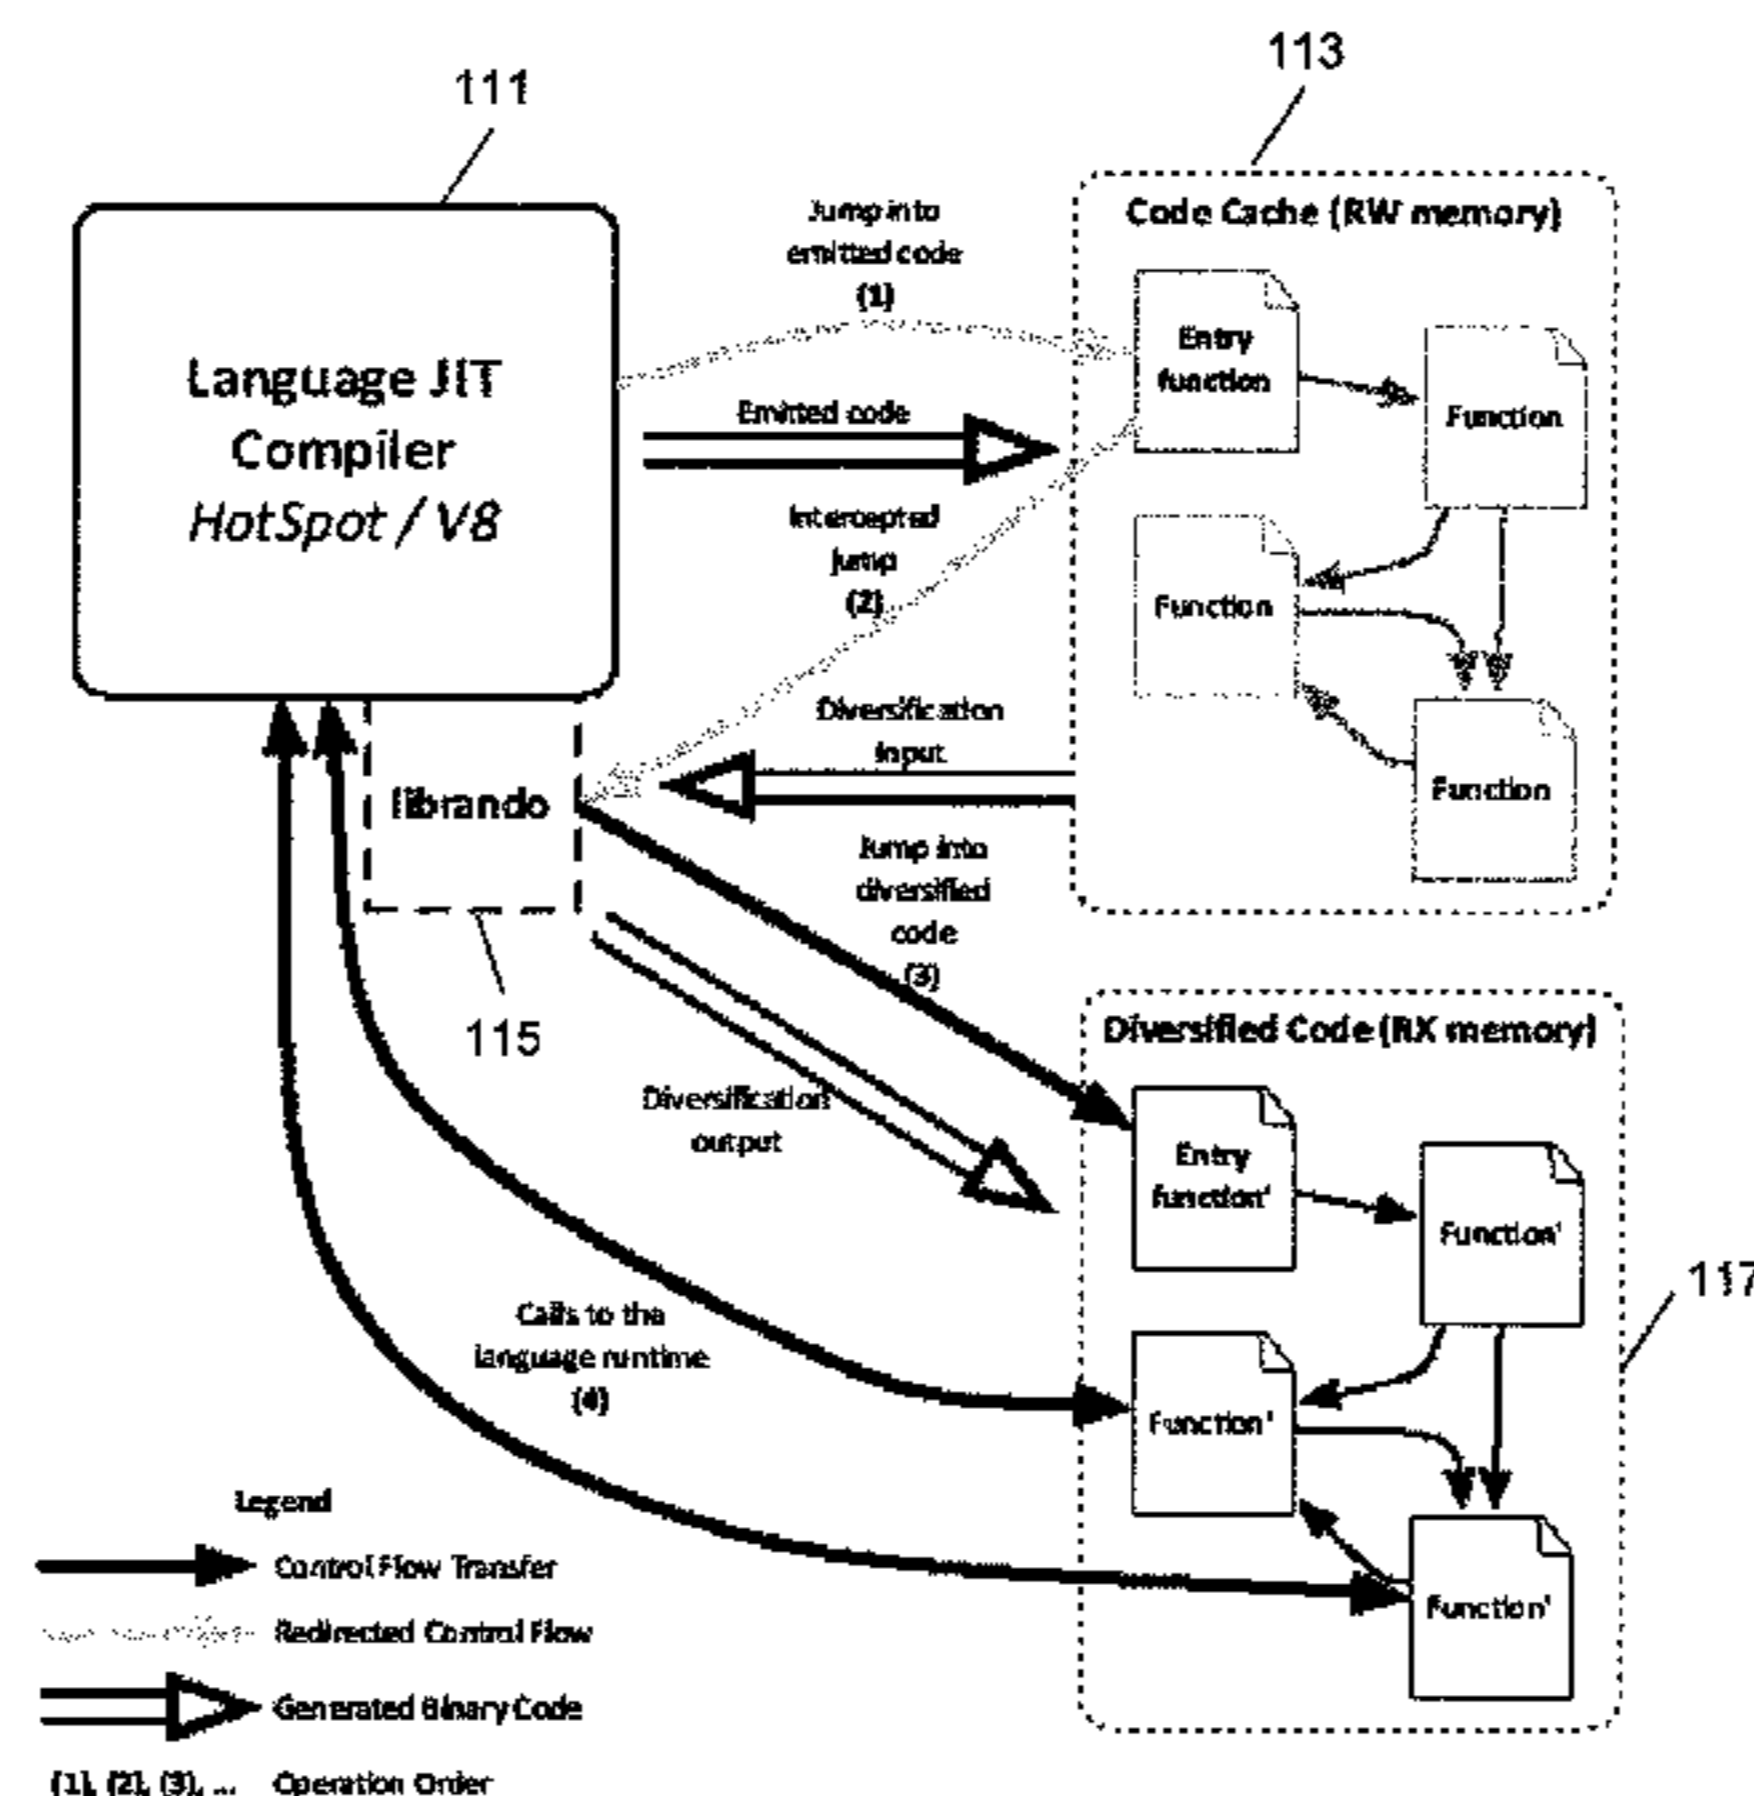 111
113
Jump into
emitted code
(1)
Code Cache (RW memory)
Language JIT
Compiler
HotSpot / V8
Entry
function
Function
Emitted code
Intercepted
jump
(2)
Function
Diversification
input
Function
librando
Jump into
diversified
code
(3)
115
Diversified Code (RX memory)
Diversification
output
Entry
function'
Function'
117
Calls to the
language runtime
(4)
Function'
Function'
Legend
Control Flow Transfer
Redirected Control Flow
Generated Binary Code
(1), (2), (3), ... Operation Order